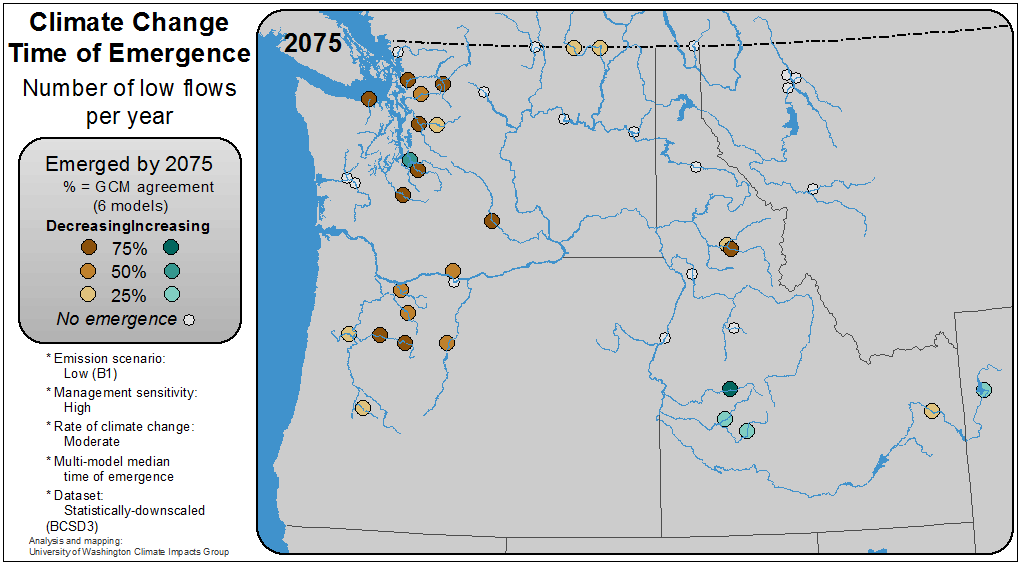 Climate Change
Time of Emergence
Number of low flows
per year
Emerged by 2075
% = GCM agreement
(6 models)
DecreasingIncreasing
75%
50%
25%
No emergence
* Emission scenario:
Low (B1)
* Management sensitivity:
High
* Rate of climate change:
Moderate
* Multi-model median
time of emergence
* Dataset:
Statistically-downscaled
(BCSD3)
Analysis and mapping:
University of Washington Climate Impacts Group
2075